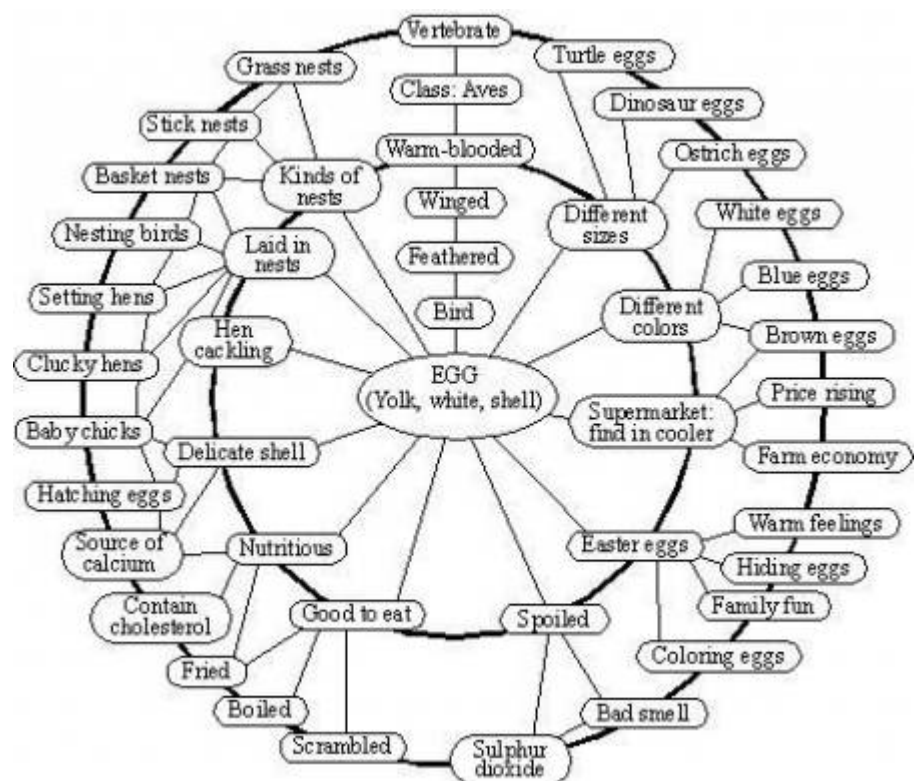 Vertebrate
Grass nests
Turtle eggs
Class: Aves
Dinosaur eggs
Stick nests
Warm-blooded
Ostrich eggs
Basket nests
Kinds of
nests
Winged
Different
sizes
White eggs
Nesting birds
Laid in
nests
Feathered
Blue eggs
Setting hens
Hen
cackling
Bird
Different
colors
Brown eggs
Clucky hens
EGG
(Yolk, white, shell)
Price rising
Baby chicks
Delicate shell
Supermarket:
find in cooler
Farm economy
Hatching eggs
Warm feelings
Source of
calcium
Nutritious
Easter eggs
Hiding eggs
Contain
cholesterol
Good to eat
Spoiled
Family fun
Fried
Coloring eggs
Boiled
Bad smell
Scrambled
Sulphur
dioxide